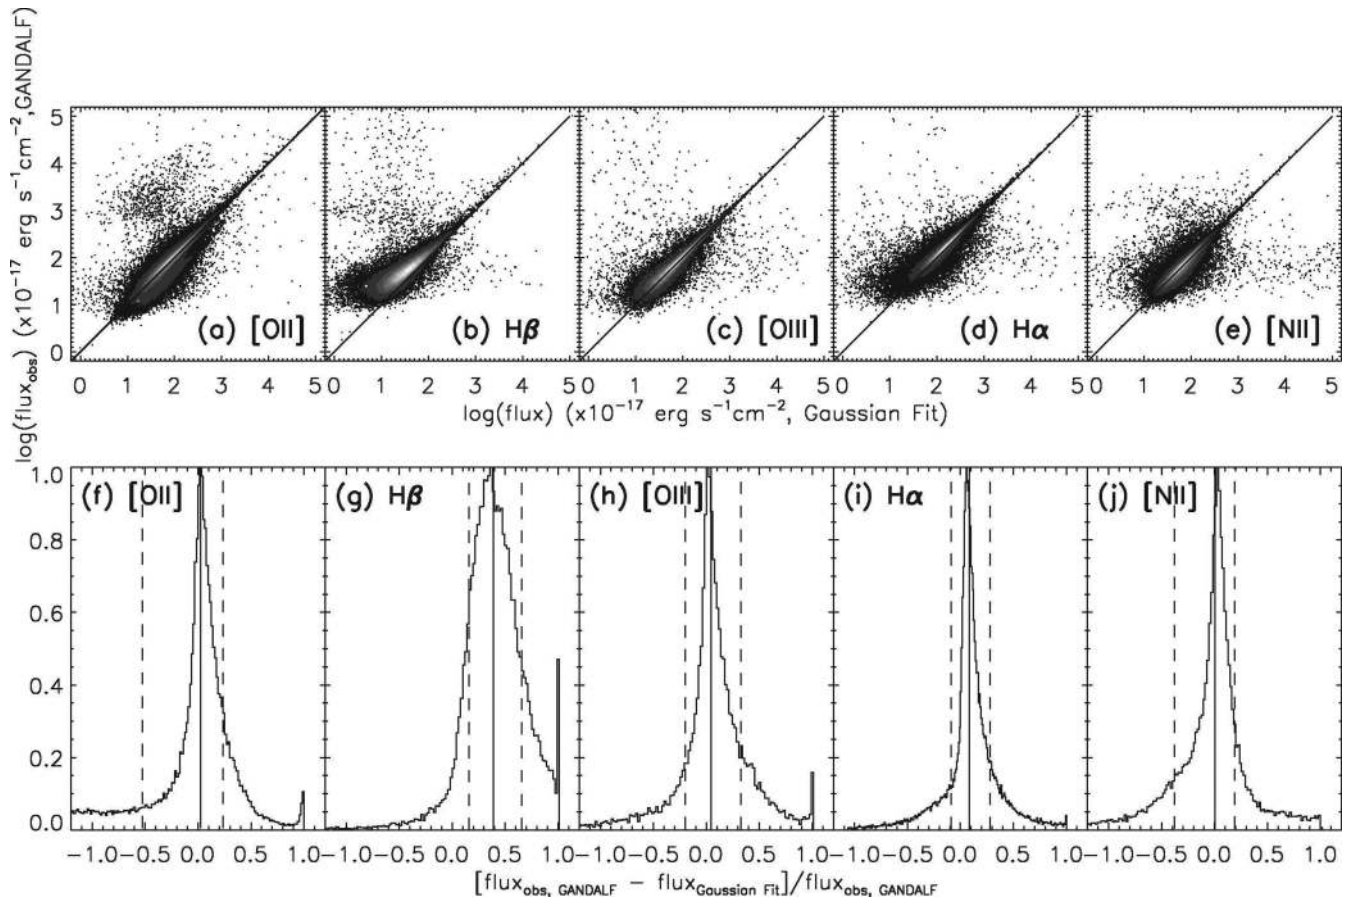 log(flux_obs) (x10^−17 erg s^−1cm^−2,GANDALF)
5
4
3
2
1
0
(a) [OII]
(b) Hβ
(c) [OIII]
(d) Hα
(e) [NII]
0 1 2 3 4 5 0 1 2 3 4 5 0 1 2 3 4 5 0 1 2 3 4 5 0 1 2 3 4 5
log(flux) (x10^−17 erg s^−1cm^−2, Gaussian Fit)
1.0
0.8
0.6
0.4
0.2
0.0
(f) [OII]
(g) Hβ
(h) [OIII]
(i) Hα
(j) [NII]
−1.0 −0.5 0.0 0.5 1.0 −1.0 −0.5 0.0 0.5 1.0 −1.0 −0.5 0.0 0.5 1.0 −1.0 −0.5 0.0 0.5 1.0 −1.0 −0.5 0.0 0.5 1.0
[flux_obs, GANDALF − flux_Gaussian Fit]/flux_obs, GANDALF